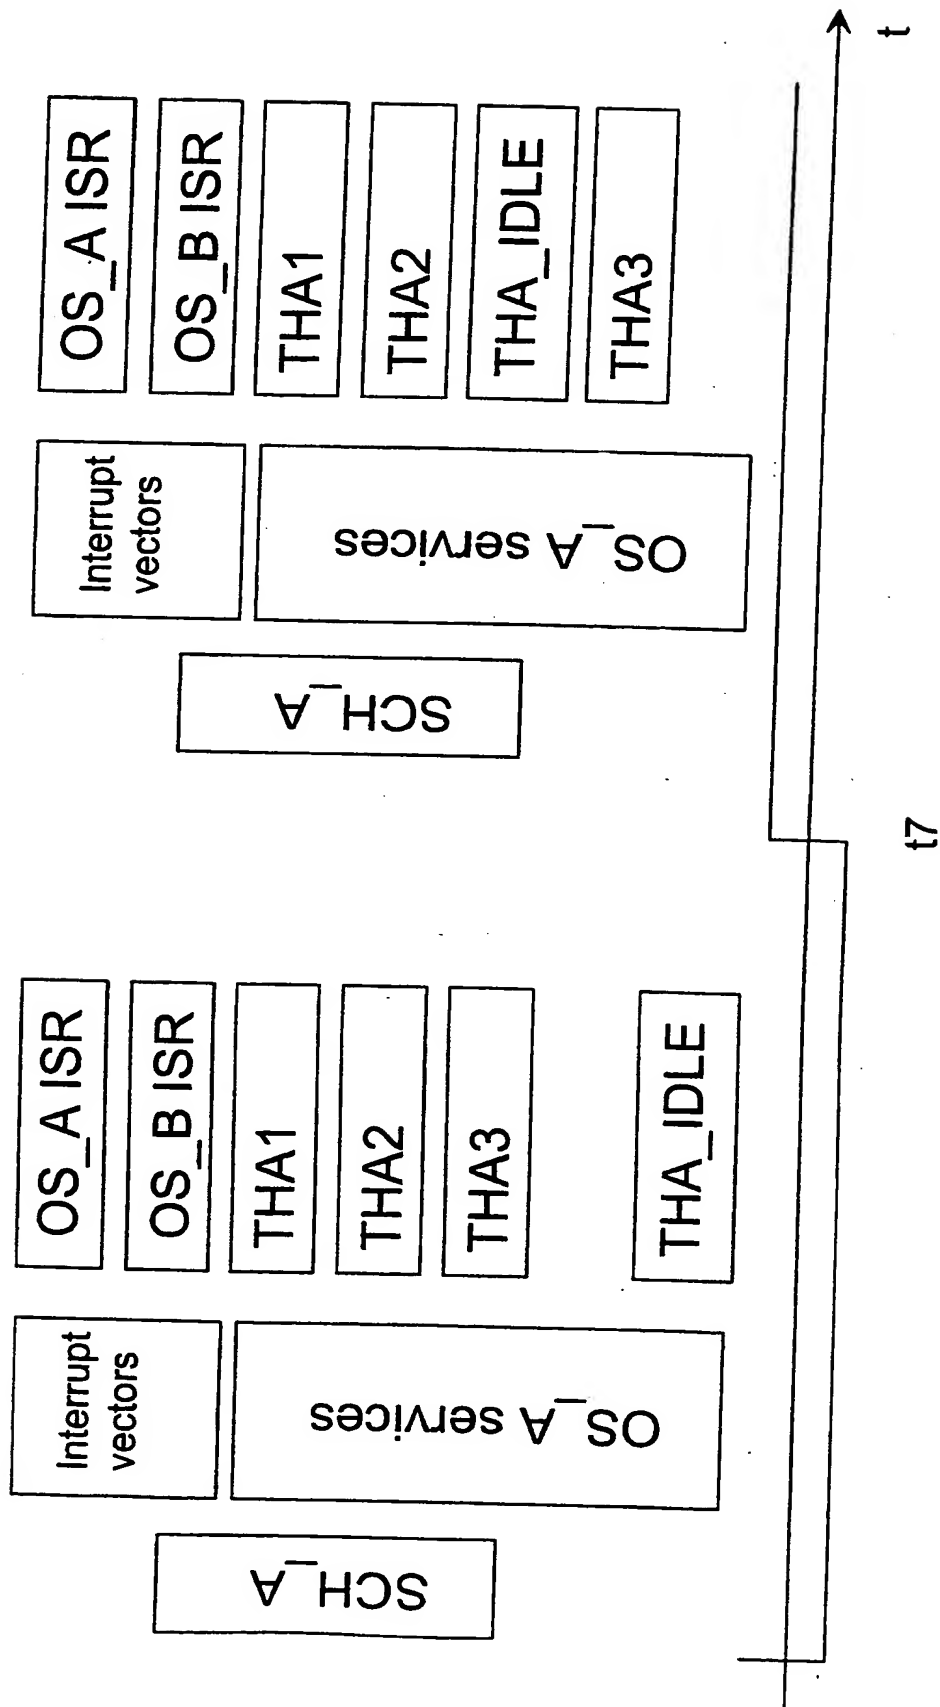 SCH_A
Interrupt
vectors
OS_A services
OS_A ISR
OS_B ISR
THA1
THA2
THA3
THA_IDLE
SCH_A
Interrupt
vectors
OS_A services
OS_A ISR
OS_B ISR
THA1
THA2
THA_IDLE
THA3
t7
t